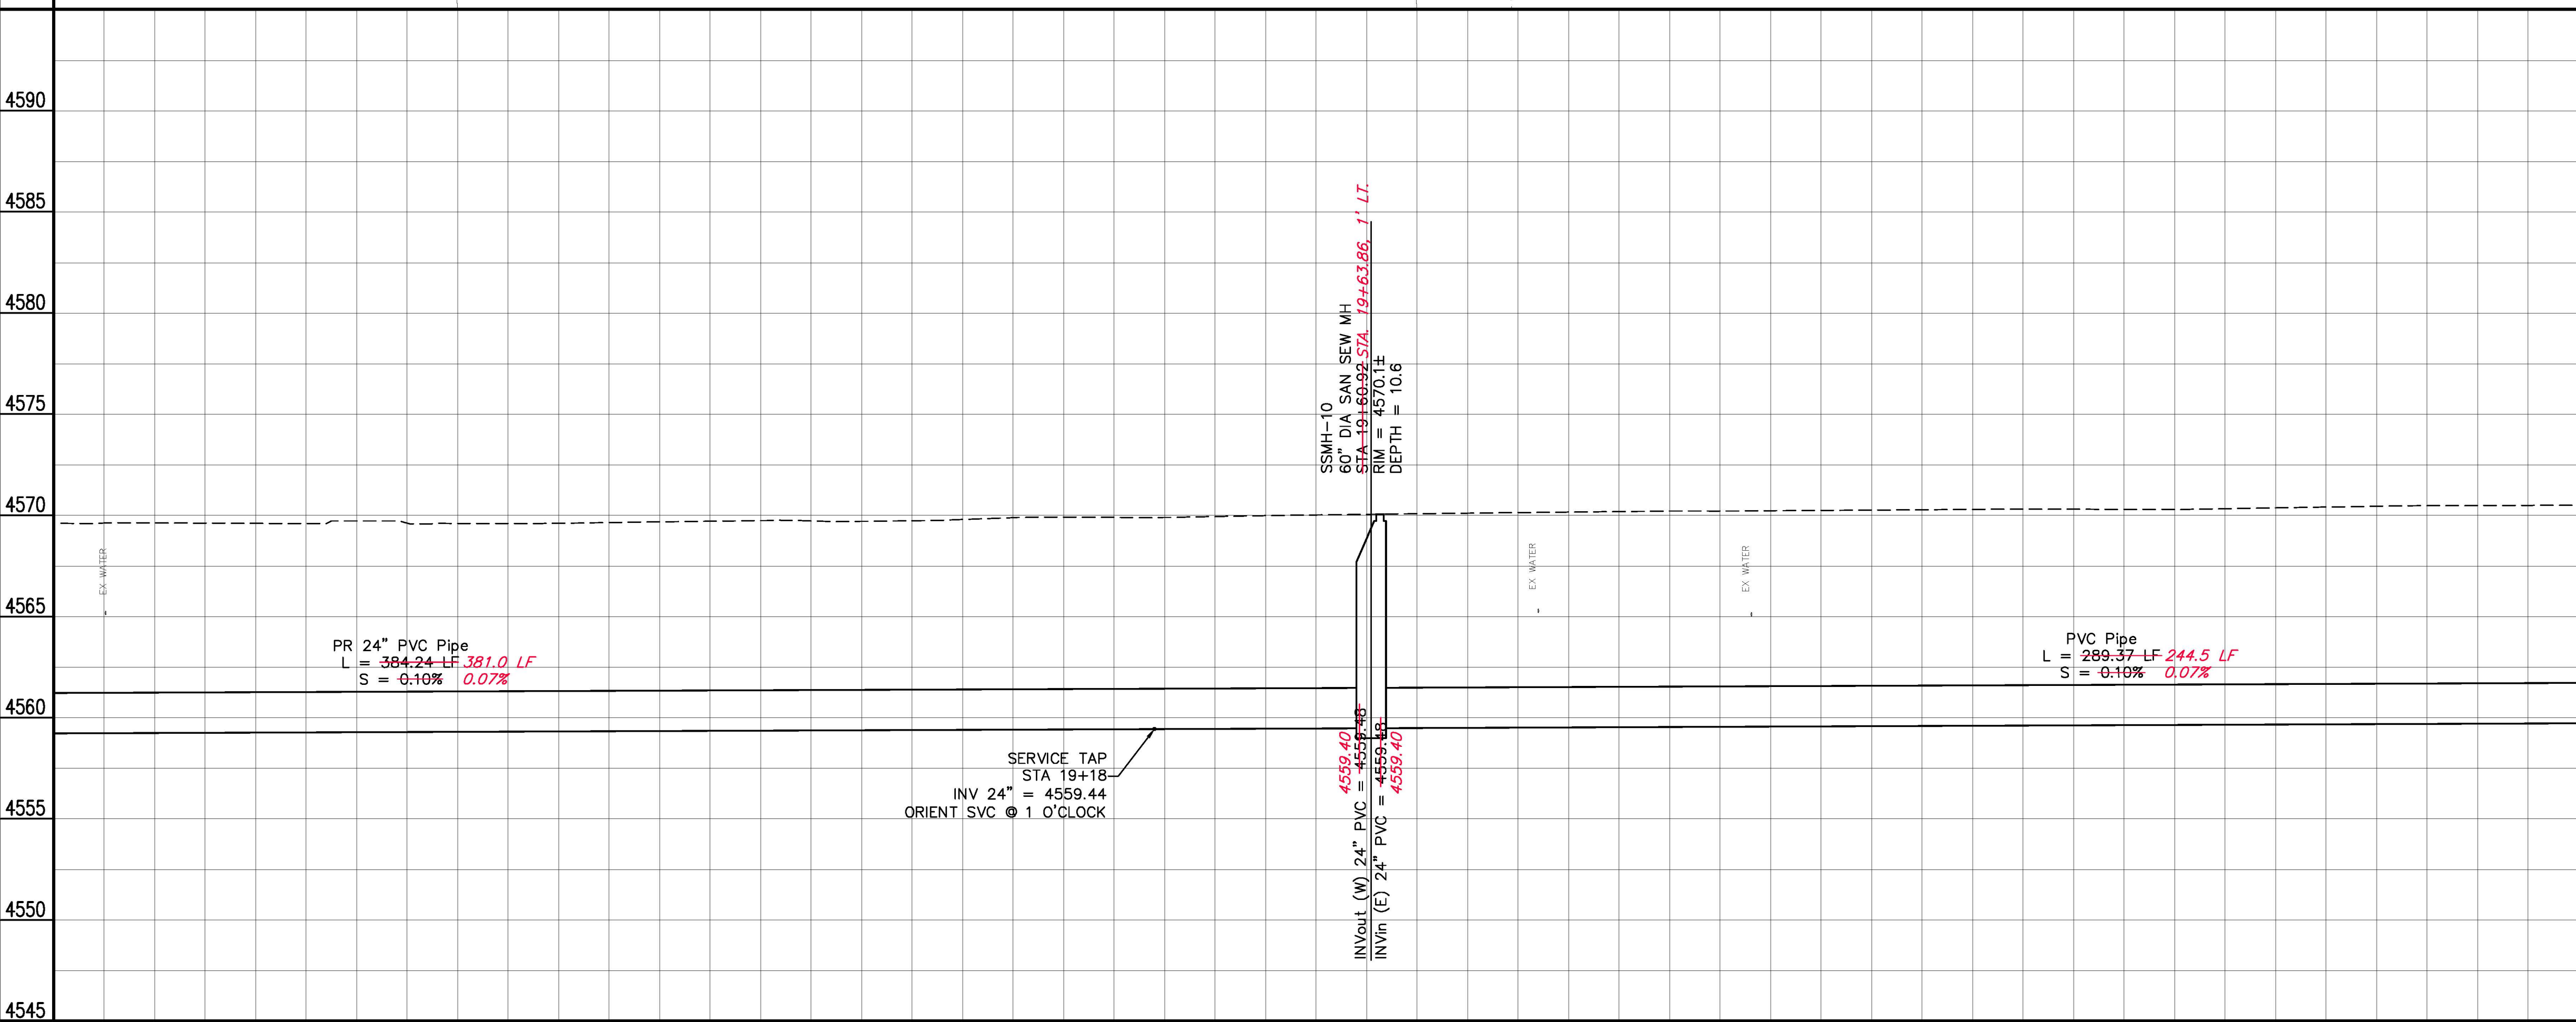 4590
4585
4580
4575
4570
4565
4560
4555
4550
4545
SSMH-10
60" DIA SAN SEW MH
STA 19+60.92 STA. 19+63.86, 1' LT.
RIM = 4570.1±
DEPTH = 10.6
EX WATER
EX WATER
EX WATER
PR 24" PVC Pipe
L = 384.24 LF 381.0 LF
S = 0.10% 0.07%
PVC Pipe
L = 289.37 LF 244.5 LF
S = 0.10% 0.07%
SERVICE TAP
STA 19+18
INV 24" = 4559.44
ORIENT SVC @ 1 O'CLOCK
4559.40
INVout (W) 24" PVC = 4559.48
INVin (E) 24" PVC = 4559.48
4559.40